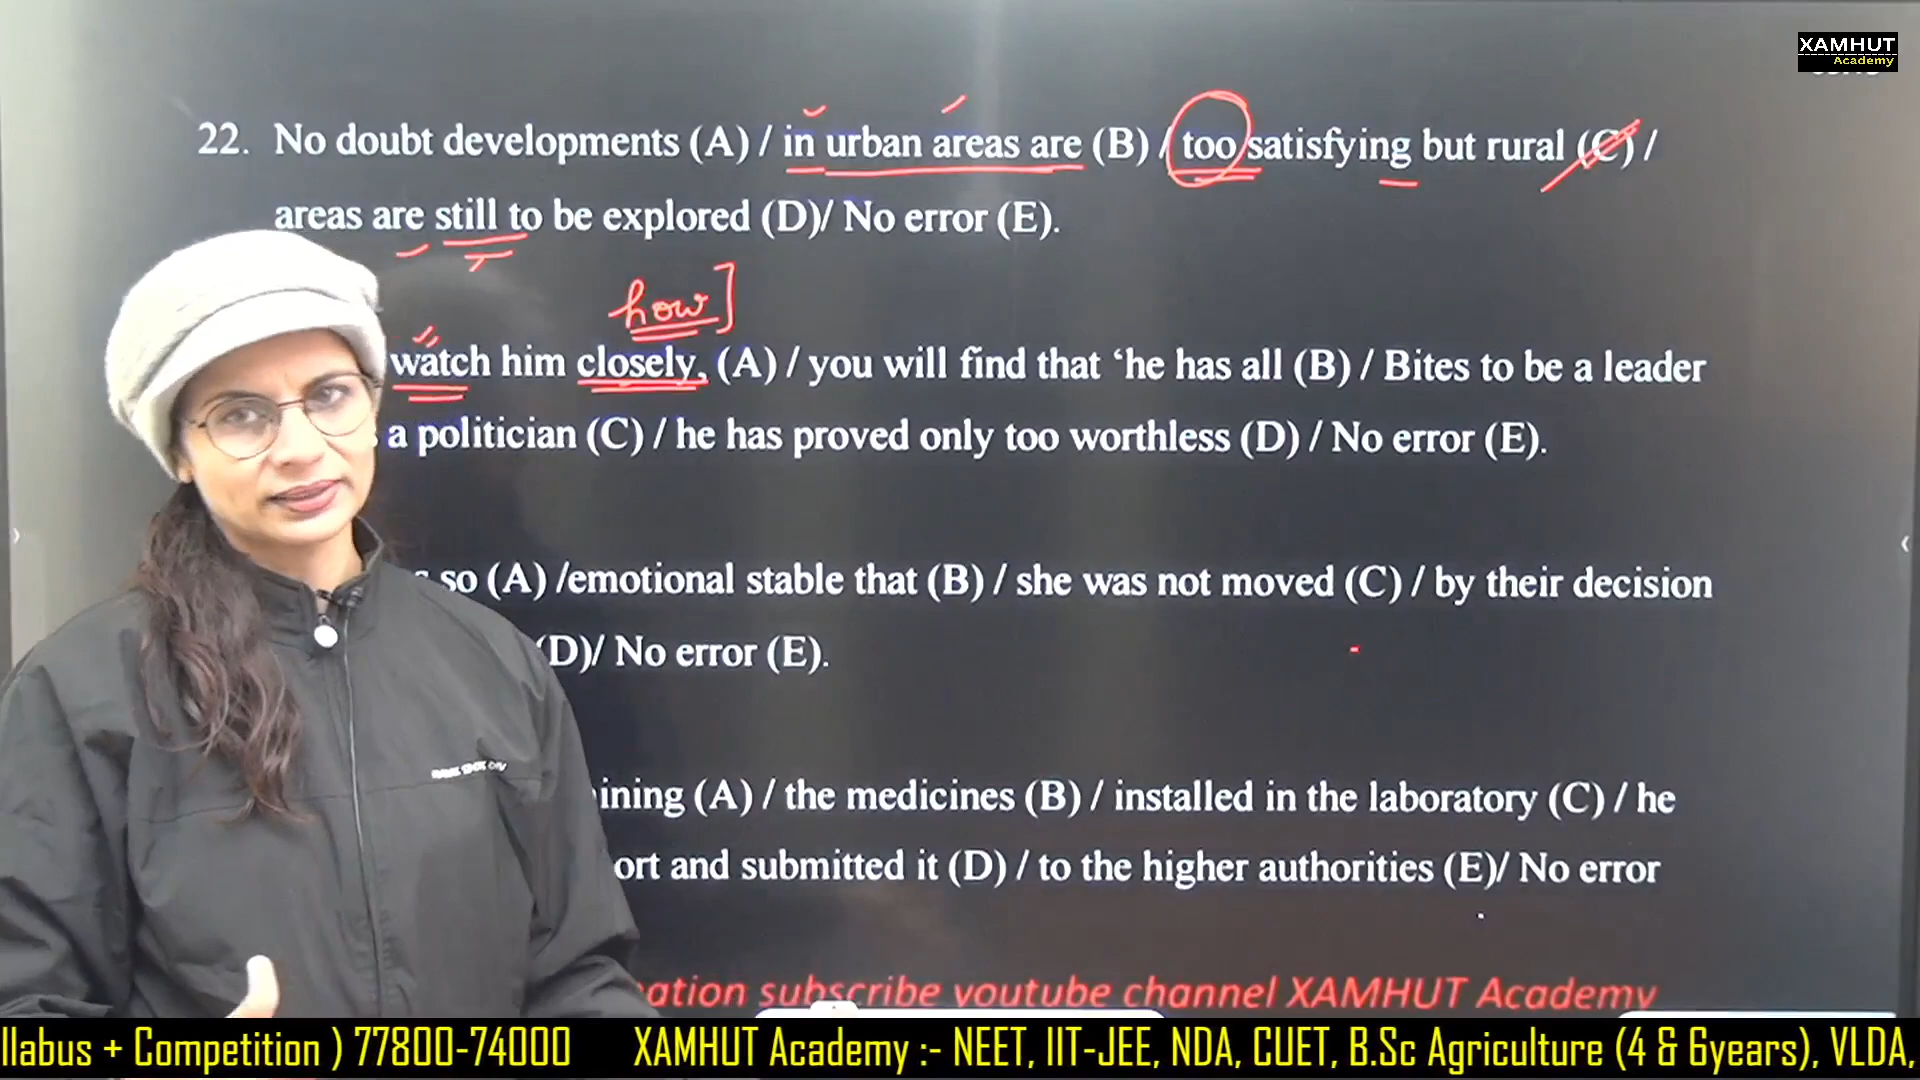 XAMHUT
Academy
22. No doubt developments (A) / in urban areas are (B) / too satisfying but rural (C) /
areas are still to be explored (D)/ No error (E).
how]
watch him closely, (A) / you will find that ‘he has all (B) / Bites to be a leader
a politician (C) / he has proved only too worthless (D) / No error (E).
so (A) /emotional stable that (B) / she was not moved (C) / by their decision
(D)/ No error (E).
ining (A) / the medicines (B) / installed in the laboratory (C) / he
ort and submitted it (D) / to the higher authorities (E)/ No error
ation subscribe youtube channel XAMHUT Academy
llabus + Competition ) 77800-74000 XAMHUT Academy :- NEET, IIT-JEE, NDA, CUET, B.Sc Agriculture (4 & 6years), VLDA,